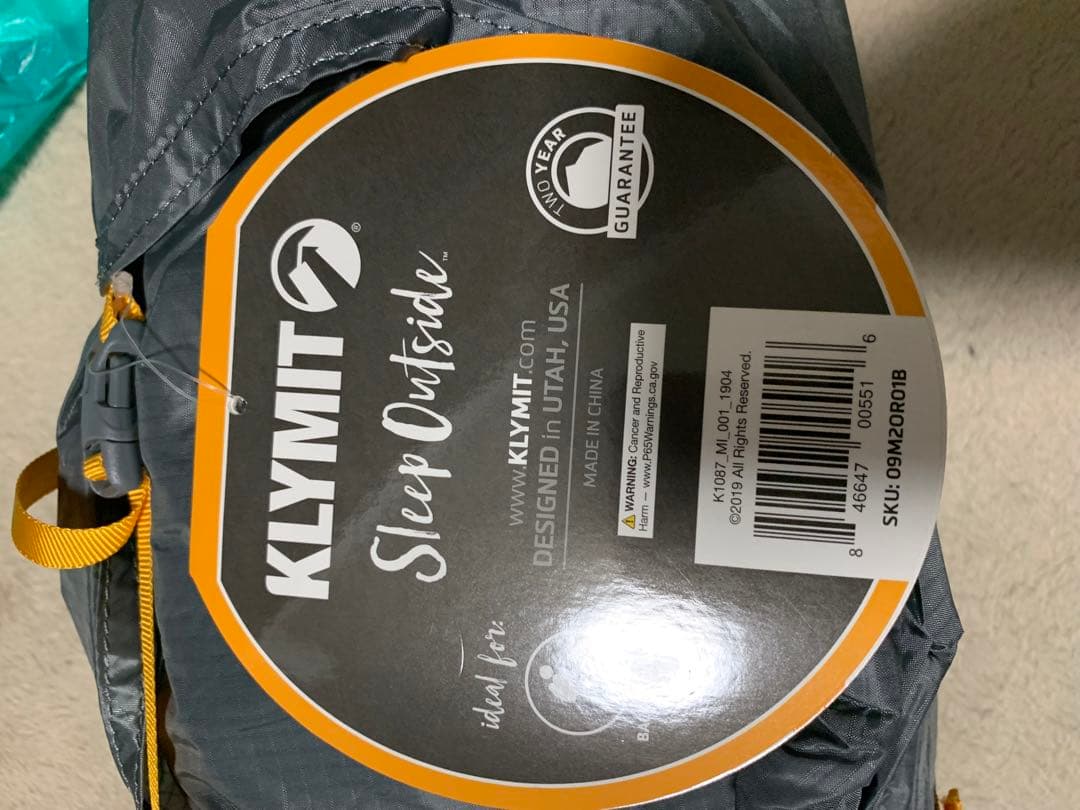 KLYMIT®
Sleep Outside™
ideal for:
www.KLYMIT.com
DESIGNED in UTAH, USA
MADE IN CHINA
TWO YEAR
GUARANTEE
⚠ WARNING: Cancer and Reproductive
Harm — www.P65Warnings.ca.gov
K1087_MI_001_1904
©2019 All Rights Reserved.
8 46647 00551 6
SKU: 09M2OR01B